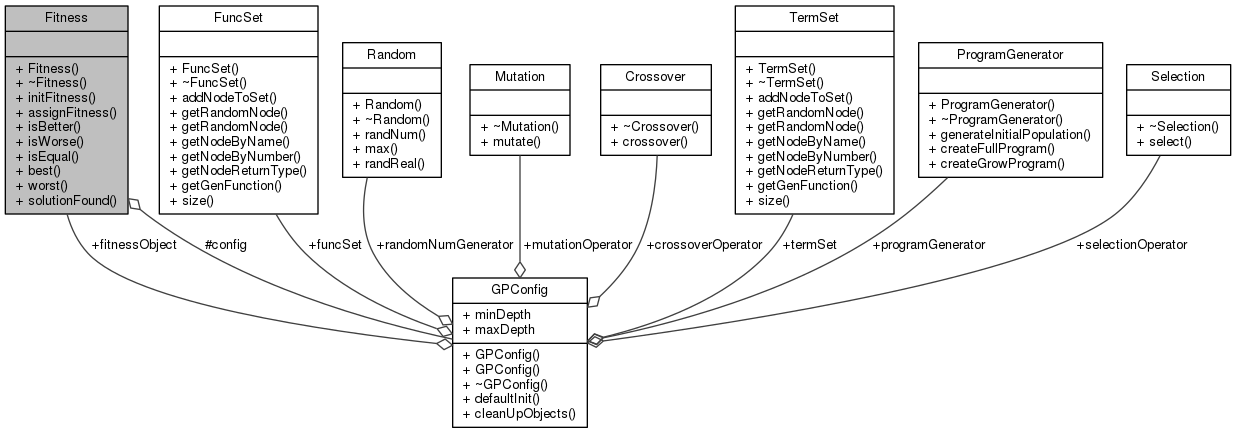 Fitness
+ Fitness()
+ ~Fitness()
+ initFitness()
+ assignFitness()
+ isBetter()
+ isWorse()
+ isEqual()
+ best()
+ worst()
+ solutionFound()
FuncSet
+ FuncSet()
+ ~FuncSet()
+ addNodeToSet()
+ getRandomNode()
+ getRandomNode()
+ getNodeByName()
+ getNodeByNumber()
+ getNodeReturnType()
+ getGenFunction()
+ size()
Random
+ Random()
+ ~Random()
+ randNum()
+ max()
+ randReal()
Mutation
+ ~Mutation()
+ mutate()
Crossover
+ ~Crossover()
+ crossover()
TermSet
+ TermSet()
+ ~TermSet()
+ addNodeToSet()
+ getRandomNode()
+ getRandomNode()
+ getNodeByName()
+ getNodeByNumber()
+ getNodeReturnType()
+ getGenFunction()
+ size()
ProgramGenerator
+ ProgramGenerator()
+ ~ProgramGenerator()
+ generateInitialPopulation()
+ createFullProgram()
+ createGrowProgram()
Selection
+ ~Selection()
+ select()
+fitnessObject
#config
+funcSet
+randomNumGenerator
+mutationOperator
+crossoverOperator
+termSet
+programGenerator
+selectionOperator
GPConfig
+ minDepth
+ maxDepth
+ GPConfig()
+ GPConfig()
+ ~GPConfig()
+ defaultInit()
+ cleanUpObjects()